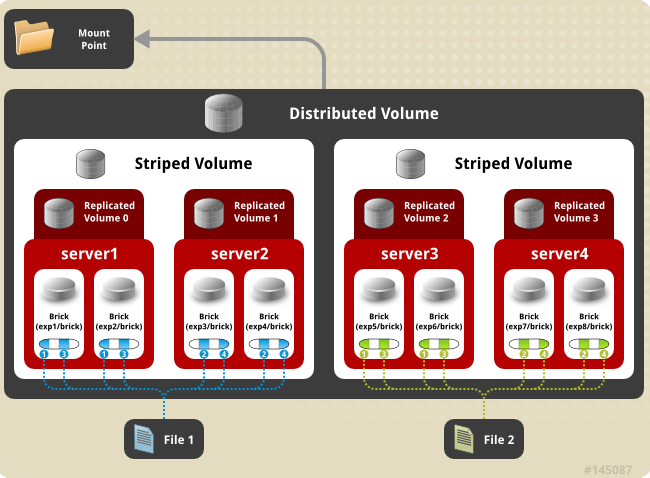 Mount
Point
Distributed Volume
Striped Volume
Striped Volume
Replicated
Volume 0
Replicated
Volume 1
Replicated
Volume 2
Replicated
Volume 3
server1
server2
server3
server4
Brick
(exp1/brick)
Brick
(exp2/brick)
Brick
(exp3/brick)
Brick
(exp4/brick)
Brick
(exp5/brick)
Brick
(exp6/brick)
Brick
(exp7/brick)
Brick
(exp8/brick)
1 3
1 3
2 4
2 4
1 3
1 3
2 4
2 4
File 1
File 2
#145087